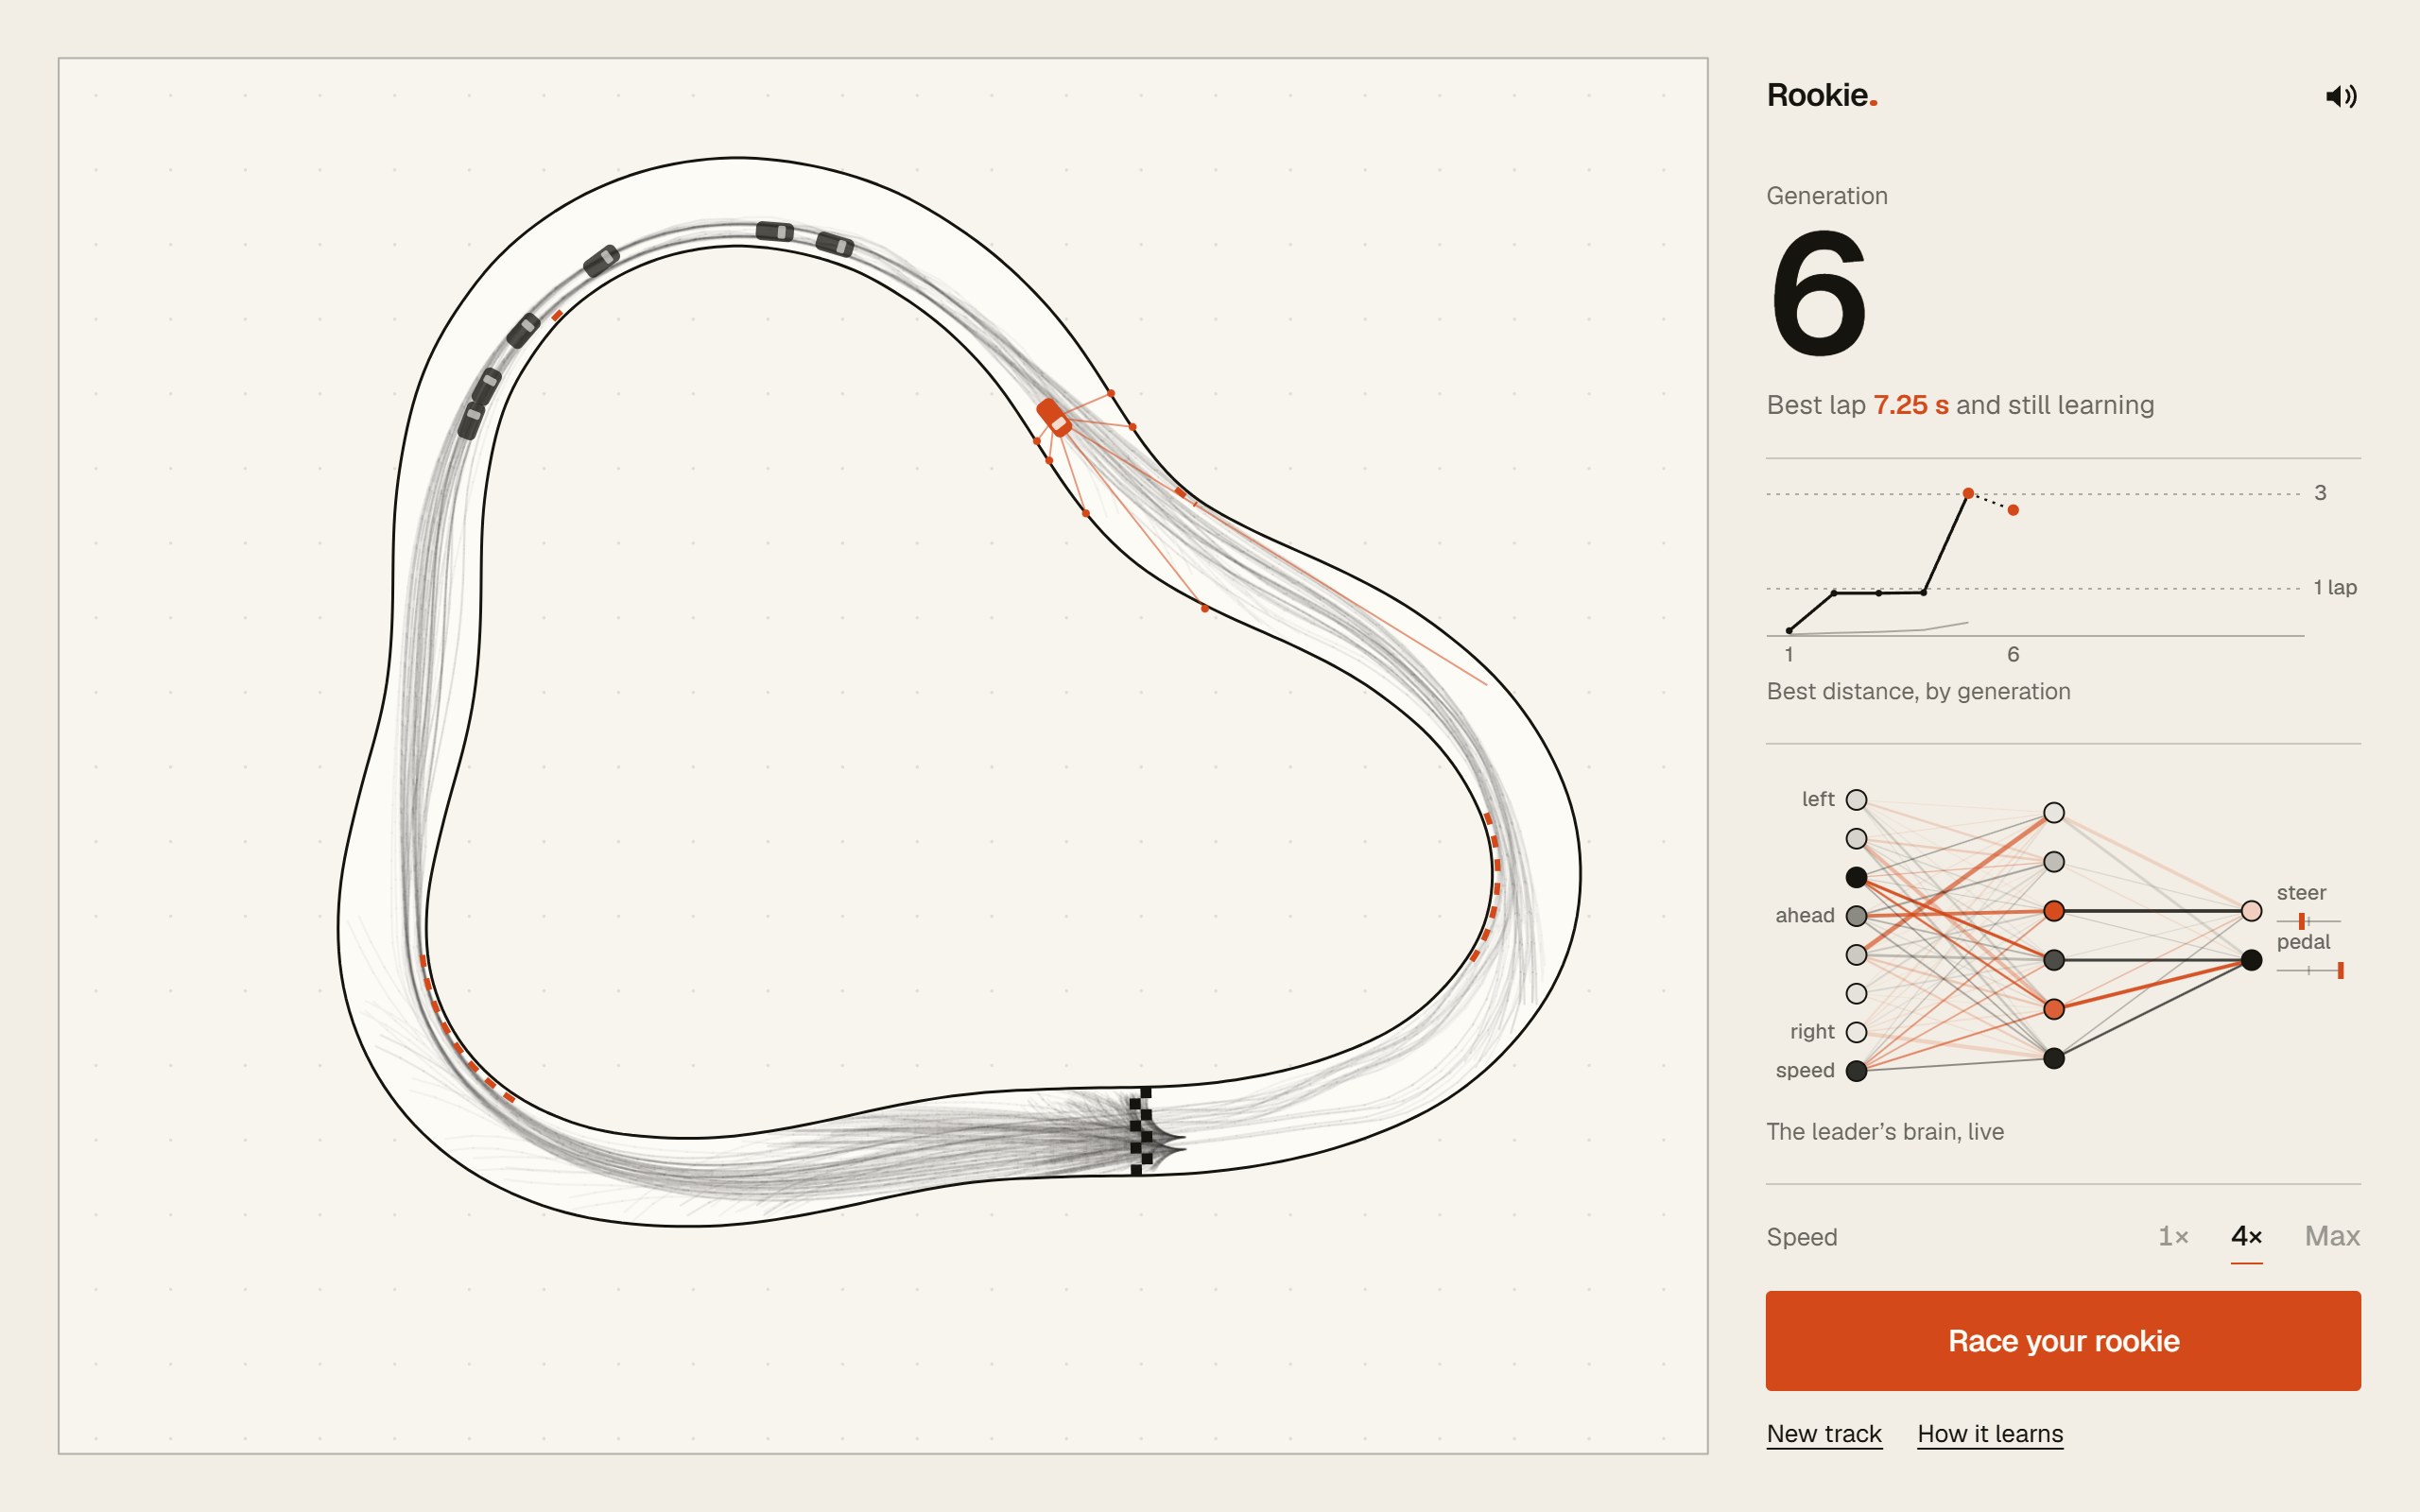 Rookie.
Generation
6
Best lap 7.25 s and still learning
3
1 lap
1 6
Best distance, by generation
left
ahead
right
speed
steer
pedal
The leader’s brain, live
Speed 1× 4× Max
Race your rookie
New track How it learns